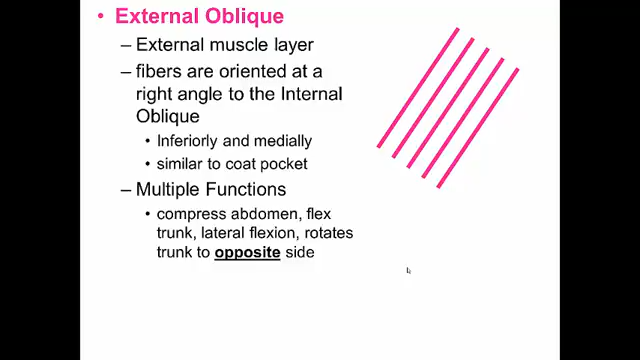 • External Oblique
– External muscle layer
– fibers are oriented at a
right angle to the Internal
Oblique
• Inferiorly and medially
• similar to coat pocket
– Multiple Functions
• compress abdomen, flex
trunk, lateral flexion, rotates
trunk to opposite side